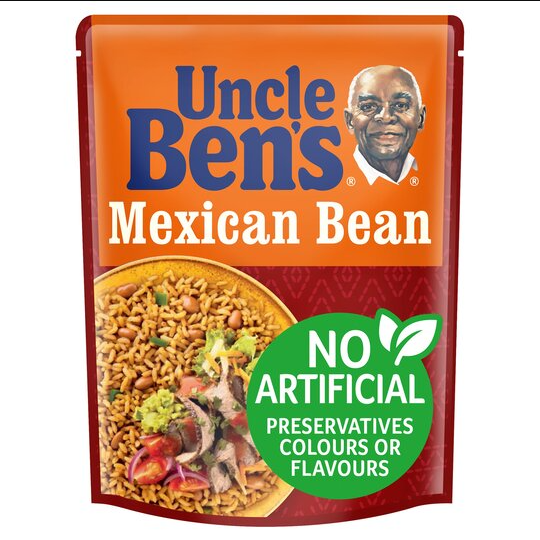 Uncle
Ben's
® ®
Mexican Bean
NO
ARTIFICIAL
PRESERVATIVES
COLOURS OR
FLAVOURS